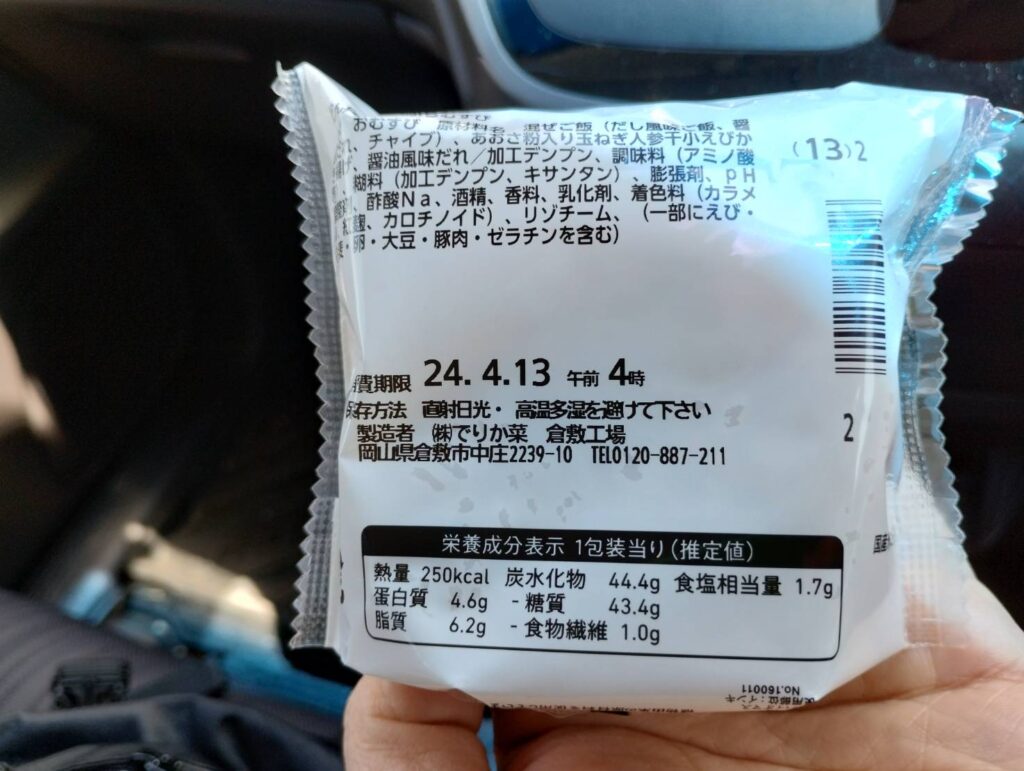 おむすび 原材料名 混ぜご飯(だし風味ご飯、醤
、チャイブ)、あおさ粉入り玉ねぎ人参干小えびか
、醤油風味だれ/加工デンプン、調味料(アミノ酸
糊料(加工デンプン、キサンタン)、膨張剤、pH
、酢酸Na、酒精、香料、乳化剤、着色料(カラメ
、カロチノイド)、リゾチーム、(一部にえび・
・卵・大豆・豚肉・ゼラチンを含む)
(13)2
費期限 24. 4.13 午前 4時
存方法 直射日光・高温多湿を避けて下さい
製造者 (株)でりか菜 倉敷工場
岡山県倉敷市中庄2239-10 TEL0120-887-211
2
国産
栄養成分表示 1包装当り(推定値)
熱量 250kcal 炭水化物 44.4g 食塩相当量 1.7g
蛋白質 4.6g -糖質 43.4g
脂質 6.2g -食物繊維 1.0g
使用部位:インキ
No.160011